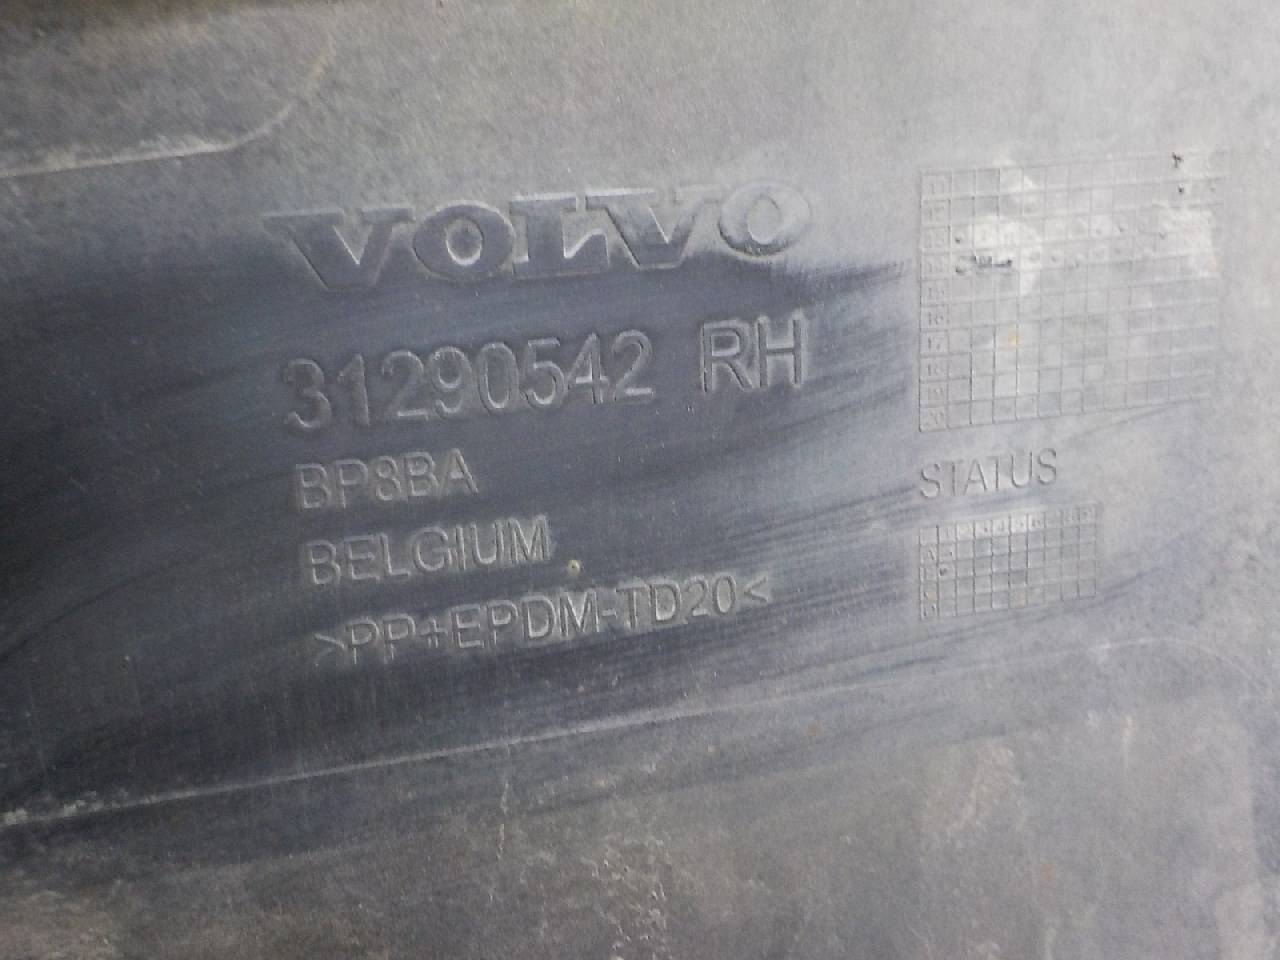 VOLVO
31290542 RH
BP8BA
BELGIUM
>PP+EPDM-TD20<
STATUS